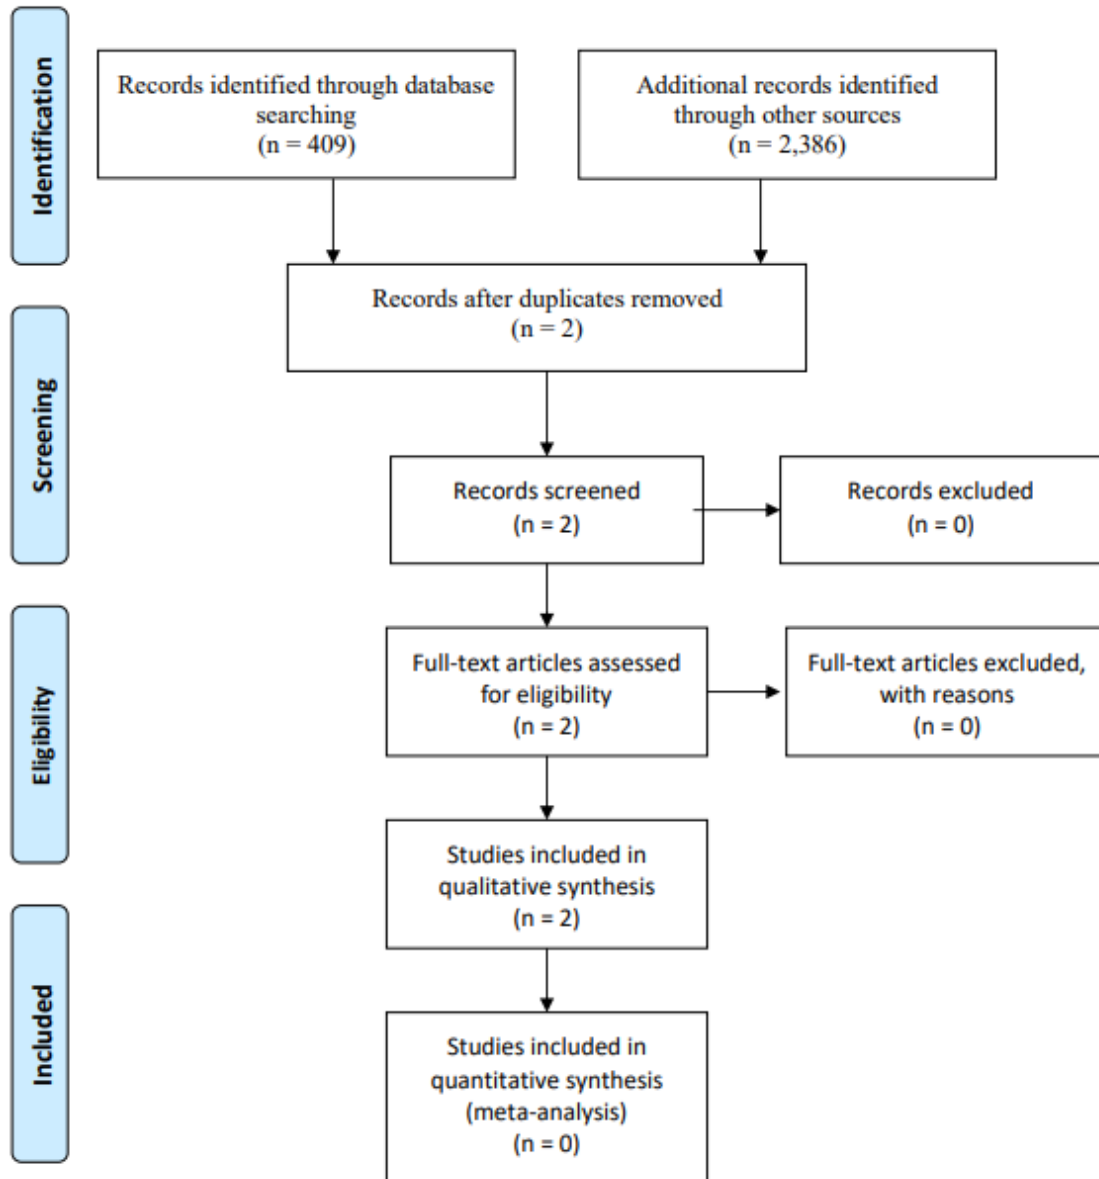 Identification
Records identified through database
searching
(n = 409)
Additional records identified
through other sources
(n = 2,386)
Records after duplicates removed
(n = 2)
Screening
Records screened
(n = 2)
Records excluded
(n = 0)
Eligibility
Full-text articles assessed
for eligibility
(n = 2)
Full-text articles excluded,
with reasons
(n = 0)
Studies included in
qualitative synthesis
(n = 2)
Included
Studies included in
quantitative synthesis
(meta-analysis)
(n = 0)